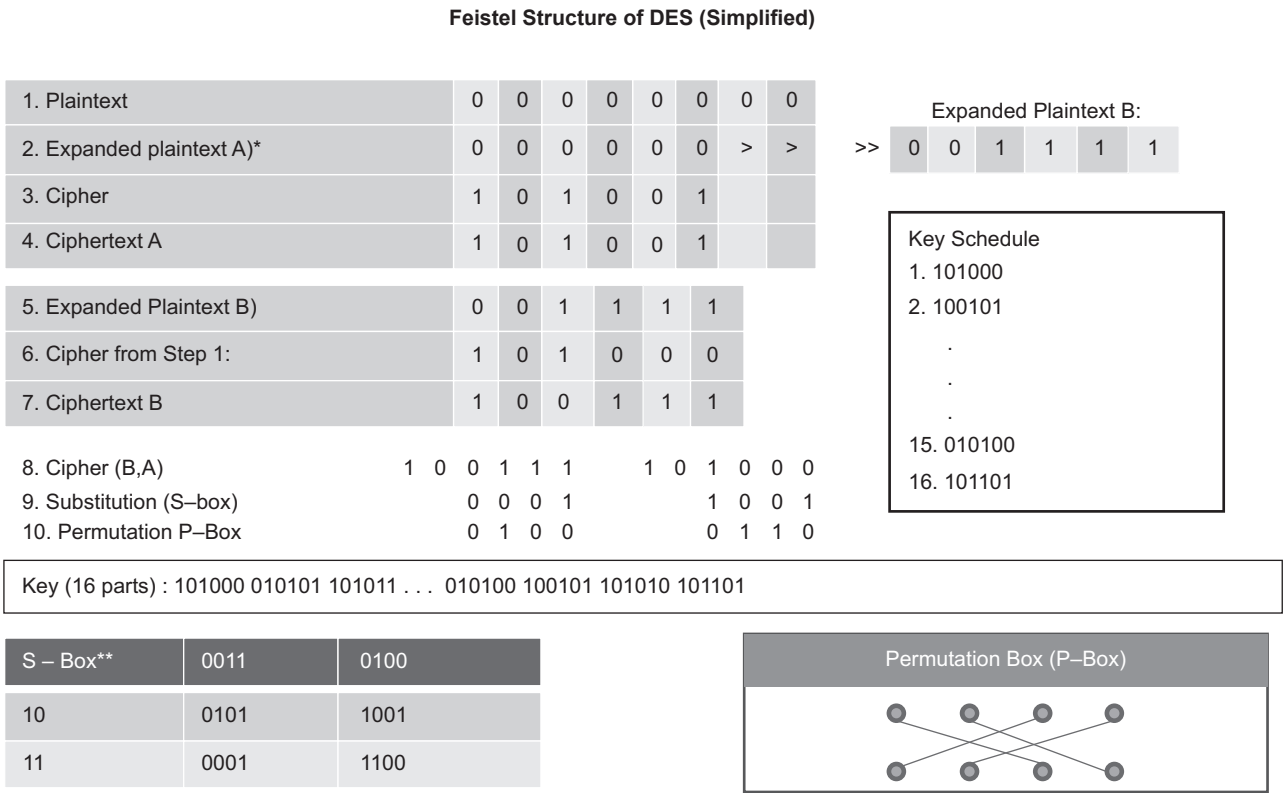 Feistel Structure of DES (Simplified)
1. Plaintext 0 0 0 0 0 0 0 0
2. Expanded plaintext A)* 0 0 0 0 0 0 > >
3. Cipher 1 0 1 0 0 1
4. Ciphertext A 1 0 1 0 0 1
Expanded Plaintext B:
>> 0 0 1 1 1 1
Key Schedule
1. 101000
2. 100101
.
.
.
15. 010100
16. 101101
5. Expanded Plaintext B) 0 0 1 1 1 1
6. Cipher from Step 1: 1 0 1 0 0 0
7. Ciphertext B 1 0 0 1 1 1
8. Cipher (B,A) 1 0 0 1 1 1 1 0 1 0 0 0
9. Substitution (S–box) 0 0 0 1 1 0 0 1
10. Permutation P–Box 0 1 0 0 0 1 1 0
Key (16 parts) : 101000 010101 101011 . . . 010100 100101 101010 101101
S – Box** 0011 0100
10 0101 1001
11 0001 1100
Permutation Box (P–Box)